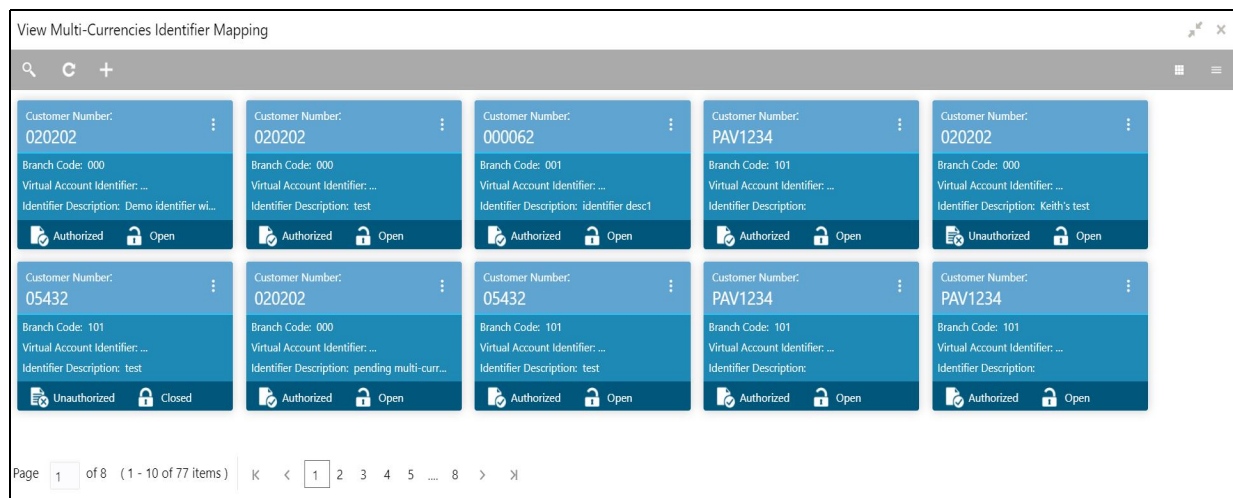 View Multi-Currencies Identifier Mapping
Customer Number:
020202
Branch Code: 000
Virtual Account Identifier: ...
Identifier Description: Demo identifier wi...
Authorized Open
Customer Number:
020202
Branch Code: 000
Virtual Account Identifier: ...
Identifier Description: test
Authorized Open
Customer Number:
000062
Branch Code: 001
Virtual Account Identifier: ...
Identifier Description: identifier desc1
Authorized Open
Customer Number:
PAV1234
Branch Code: 101
Virtual Account Identifier: ...
Identifier Description:
Authorized Open
Customer Number:
020202
Branch Code: 000
Virtual Account Identifier: ...
Identifier Description: Keith's test
Unauthorized Open
Customer Number:
05432
Branch Code: 101
Virtual Account Identifier: ...
Identifier Description: test
Unauthorized Closed
Customer Number:
020202
Branch Code: 000
Virtual Account Identifier: ...
Identifier Description: pending multi-curr...
Authorized Open
Customer Number:
05432
Branch Code: 101
Virtual Account Identifier: ...
Identifier Description: test
Authorized Open
Customer Number:
PAV1234
Branch Code: 101
Virtual Account Identifier: ...
Identifier Description:
Authorized Open
Customer Number:
PAV1234
Branch Code: 101
Virtual Account Identifier: ...
Identifier Description:
Authorized Open
Page 1 of 8 ( 1 - 10 of 77 items ) 1 2 3 4 5 .... 8